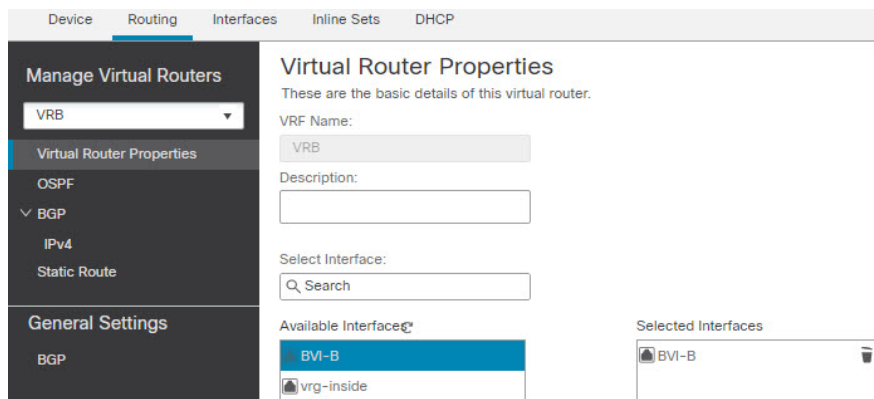 Device Routing Interfaces Inline Sets DHCP
Manage Virtual Routers
VRB
Virtual Router Properties
OSPF
BGP
IPv4
Static Route
General Settings
BGP
Virtual Router Properties
These are the basic details of this virtual router.
VRF Name:
VRB
Description:
Select Interface:
Search
Available Interfaces
BVI-B
vrg-inside
Selected Interfaces
BVI-B